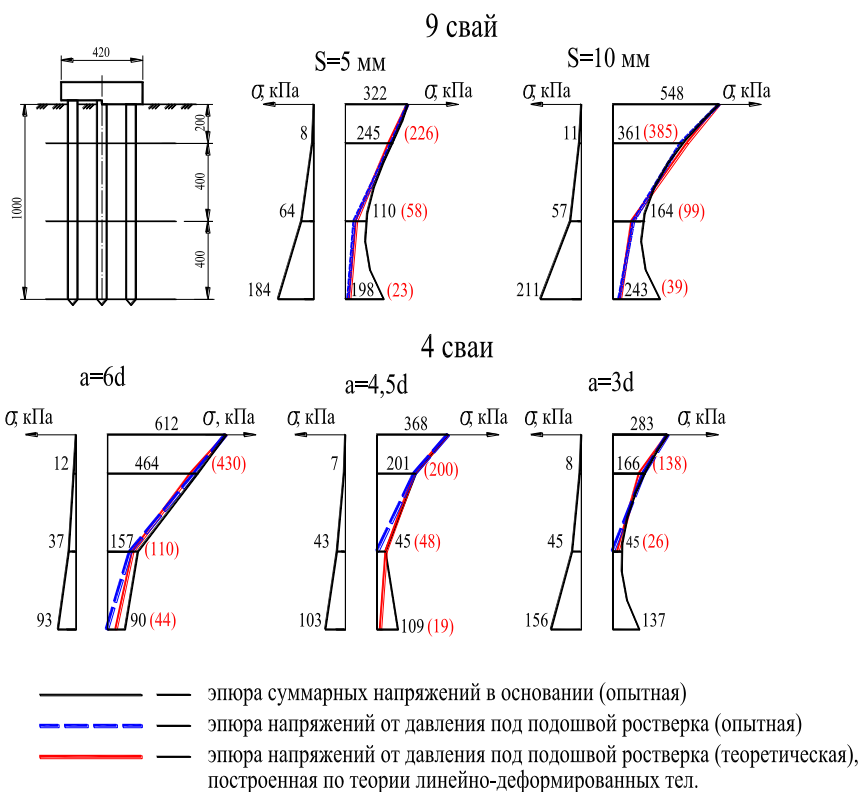 9 свай
420
200
400
400
1000
S=5 мм
σ, кПа
322
σ, кПа
8
245 (226)
64
110 (58)
184
198 (23)
S=10 мм
σ, кПа
548
σ, кПа
11
361 (385)
57
164 (99)
211
243 (39)
4 сваи
a=6d
σ, кПа
612
σ, кПа
12
464 (430)
37
157 (110)
93
90 (44)
a=4,5d
σ, кПа
368
σ, кПа
7
201 (200)
43
45 (48)
103
109 (19)
a=3d
σ, кПа
283
σ, кПа
8
166 (138)
45
45 (26)
156
137
эпюра суммарных напряжений в основании (опытная)
эпюра напряжений от давления под подошвой ростверка (опытная)
эпюра напряжений от давления под подошвой ростверка (теоретическая),
построенная по теории линейно-деформированных тел.